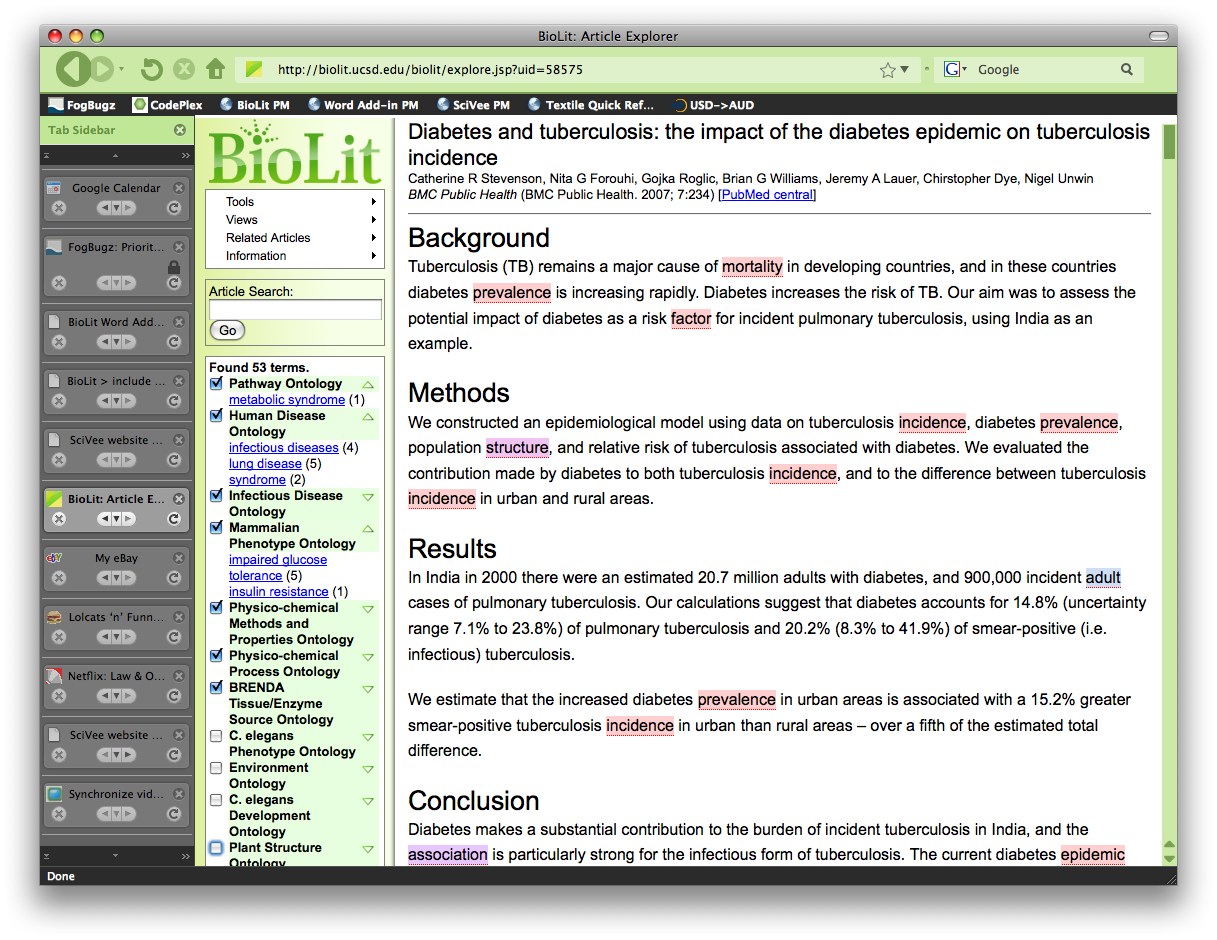 BioLit: Article Explorer
http://biolit.ucsd.edu/biolit/explore.jsp?uid=58575
G
Google
FogBugz CodePlex BioLit PM Word Add-in PM SciVee PM Textile Quick Ref... USD->AUD
Tab Sidebar
Google Calendar
FogBugz: Priorit...
BioLit Word Add...
BioLit > include ...
SciVee website ...
BioLit: Article E...
My eBay
Lolcats 'n' Funn...
Netflix: Law & O...
SciVee website ...
Synchronize vid...
BioLit
Tools
Views
Related Articles
Information
Article Search:
Go
Found 53 terms.
Pathway Ontology
metabolic syndrome (1)
Human Disease
Ontology
infectious diseases (4)
lung disease (5)
syndrome (2)
Infectious Disease
Ontology
Mammalian
Phenotype Ontology
impaired glucose
tolerance (5)
insulin resistance (1)
Physico-chemical
Methods and
Properties Ontology
Physico-chemical
Process Ontology
BRENDA
Tissue/Enzyme
Source Ontology
C. elegans
Phenotype Ontology
Environment
Ontology
C. elegans
Development
Ontology
Plant Structure
Ontology
Diabetes and tuberculosis: the impact of the diabetes epidemic on tuberculosis
incidence
Catherine R Stevenson, Nita G Forouhi, Gojka Roglic, Brian G Williams, Jeremy A Lauer, Chirstopher Dye, Nigel Unwin
BMC Public Health (BMC Public Health. 2007; 7:234) [PubMed central]
Background
Tuberculosis (TB) remains a major cause of mortality in developing countries, and in these countries
diabetes prevalence is increasing rapidly. Diabetes increases the risk of TB. Our aim was to assess the
potential impact of diabetes as a risk factor for incident pulmonary tuberculosis, using India as an
example.
Methods
We constructed an epidemiological model using data on tuberculosis incidence, diabetes prevalence,
population structure, and relative risk of tuberculosis associated with diabetes. We evaluated the
contribution made by diabetes to both tuberculosis incidence, and to the difference between tuberculosis
incidence in urban and rural areas.
Results
In India in 2000 there were an estimated 20.7 million adults with diabetes, and 900,000 incident adult
cases of pulmonary tuberculosis. Our calculations suggest that diabetes accounts for 14.8% (uncertainty
range 7.1% to 23.8%) of pulmonary tuberculosis and 20.2% (8.3% to 41.9%) of smear-positive (i.e.
infectious) tuberculosis.
We estimate that the increased diabetes prevalence in urban areas is associated with a 15.2% greater
smear-positive tuberculosis incidence in urban than rural areas – over a fifth of the estimated total
difference.
Conclusion
Diabetes makes a substantial contribution to the burden of incident tuberculosis in India, and the
association is particularly strong for the infectious form of tuberculosis. The current diabetes epidemic
Done